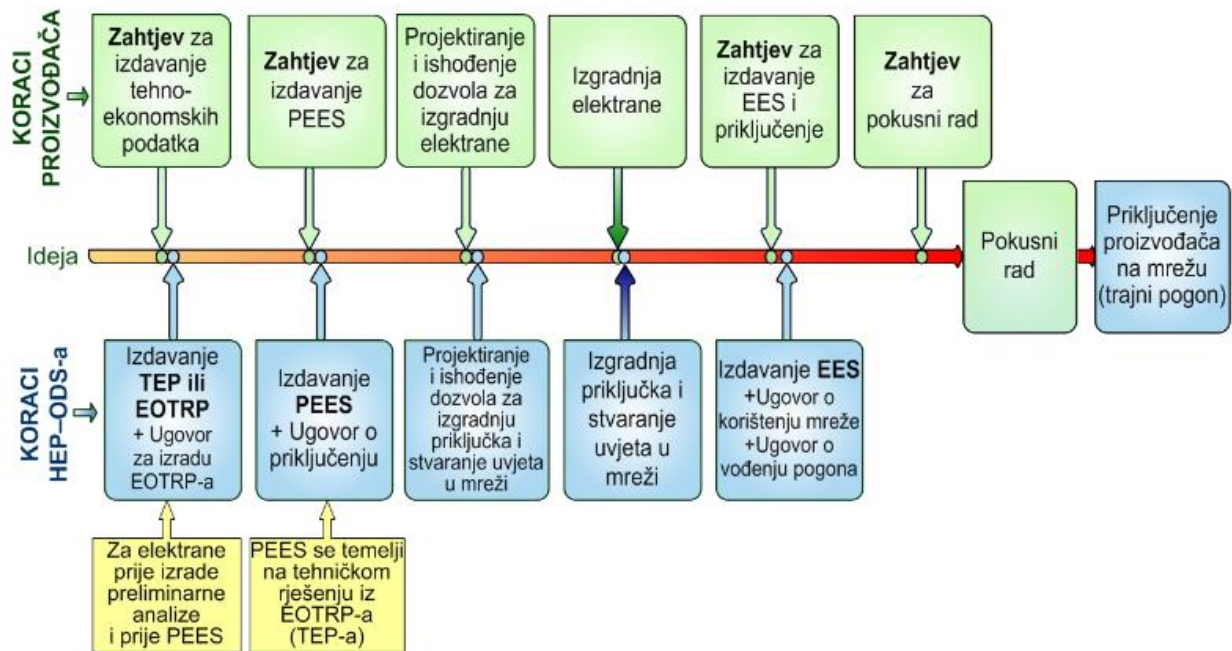 KORACI
PROIZVOĐAČA
Zahtjev za
izdavanje
tehno-
ekonomskih
podatka
Zahtjev za
izdavanje
PEES
Projektiranje
i ishođenje
dozvola za
izgradnju
elektrane
Izgradnja
elektrane
Zahtjev za
izdavanje
EES i
priključenje
Zahtjev
za
pokusni rad
Ideja
Pokusni
rad
Priključenje
proizvođača
na mrežu
(trajni pogon)
KORACI
HEP–ODS-a
Izdavanje
TEP ili
EOTRP
+ Ugovor
za izradu
EOTRP-a
Izdavanje
PEES
+ Ugovor o
priključenju
Projektiranje
i ishođenje
dozvola za
izgradnju
priključka i
stvaranje uvjeta
u mreži
Izgradnja
priključka i
stvaranje
uvjeta u
mreži
Izdavanje EES
+Ugovor o
korištenju mreže
+Ugovor o
vođenju pogona
Za elektrane
prije izrade
preliminarne
analize
i prije PEES
PEES se temelji
na tehničkom
rješenju iz
EOTRP-a
(TEP-a)